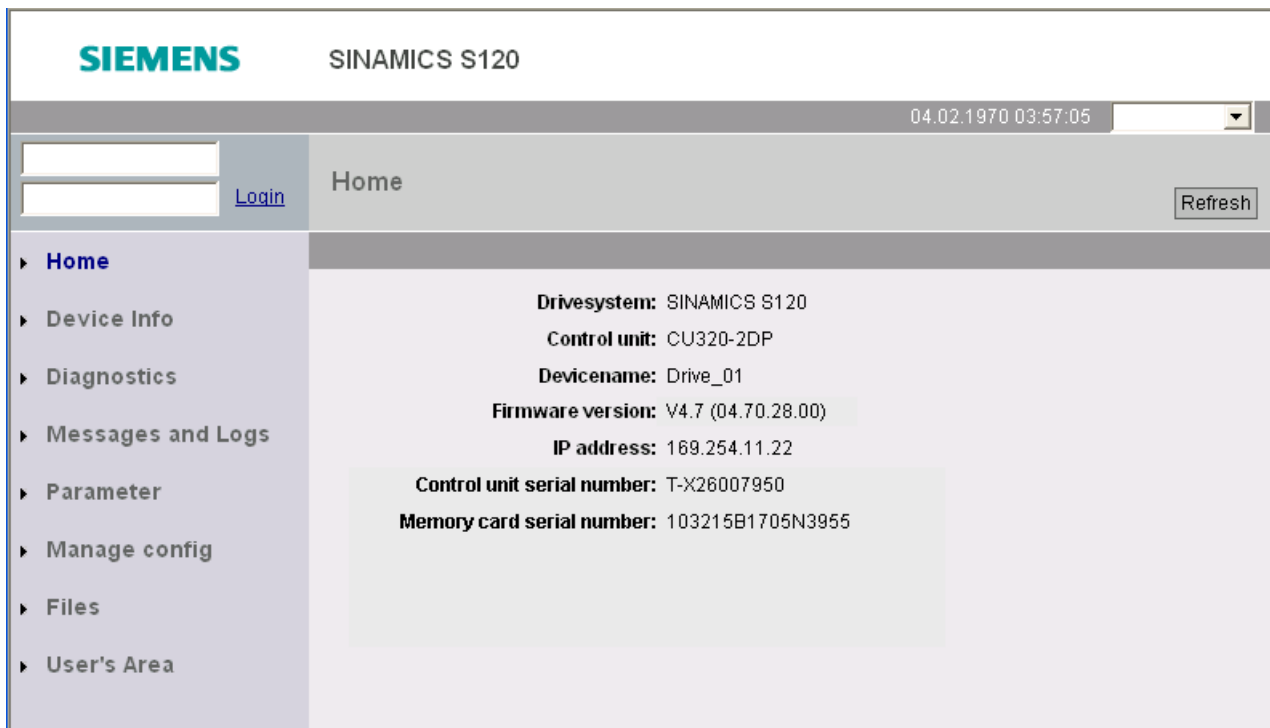 SIEMENS SINAMICS S120
04.02.1970 03:57:05
Login
Home
Refresh
Home
Device Info
Diagnostics
Messages and Logs
Parameter
Manage config
Files
User's Area
Drivesystem: SINAMICS S120
Control unit: CU320-2DP
Devicename: Drive_01
Firmware version: V4.7 (04.70.28.00)
IP address: 169.254.11.22
Control unit serial number: T-X26007950
Memory card serial number: 103215B1705N3955